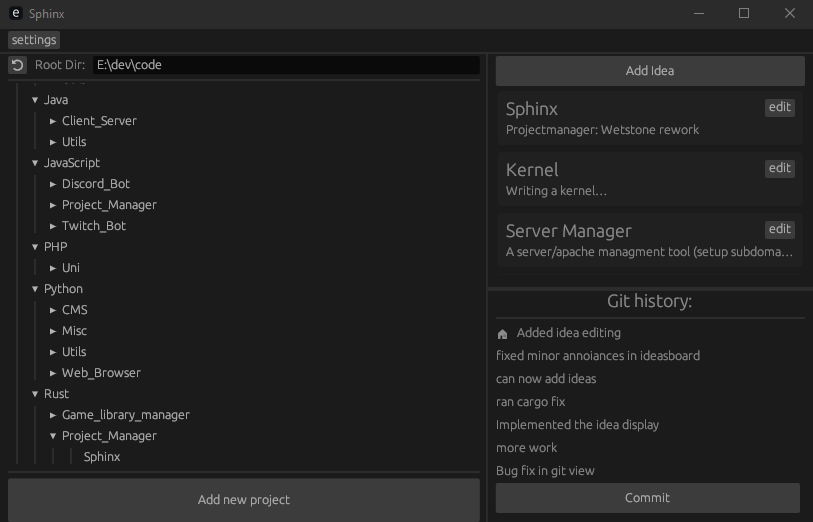 e Sphinx
settings
Root Dir: E:\dev\code
Java
Client_Server
Utils
JavaScript
Discord_Bot
Project_Manager
Twitch_Bot
PHP
Uni
Python
CMS
Misc
Utils
Web_Browser
Rust
Game_library_manager
Project_Manager
Sphinx
Add new project
Add Idea
Sphinx edit
Projectmanager: Wetstone rework
Kernel edit
Writing a kernel...
Server Manager edit
A server/apache managment tool (setup subdoma...
Git history:
Added idea editing
fixed minor annoiances in ideasboard
can now add ideas
ran cargo fix
Implemented the idea display
more work
Bug fix in git view
Commit